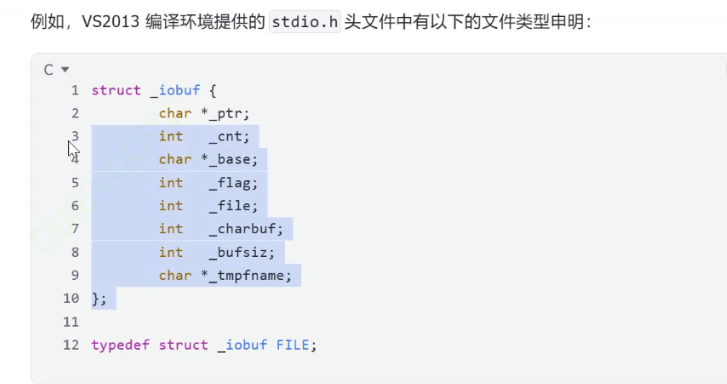 例如，VS2013 编译环境提供的 stdio.h 头文件中有以下的文件类型申明：
C
1 struct _iobuf {
2 char *_ptr;
3 int _cnt;
4 char *_base;
5 int _flag;
6 int _file;
7 int _charbuf;
8 int _bufsiz;
9 char *_tmpfname;
10 };
11
12 typedef struct _iobuf FILE;